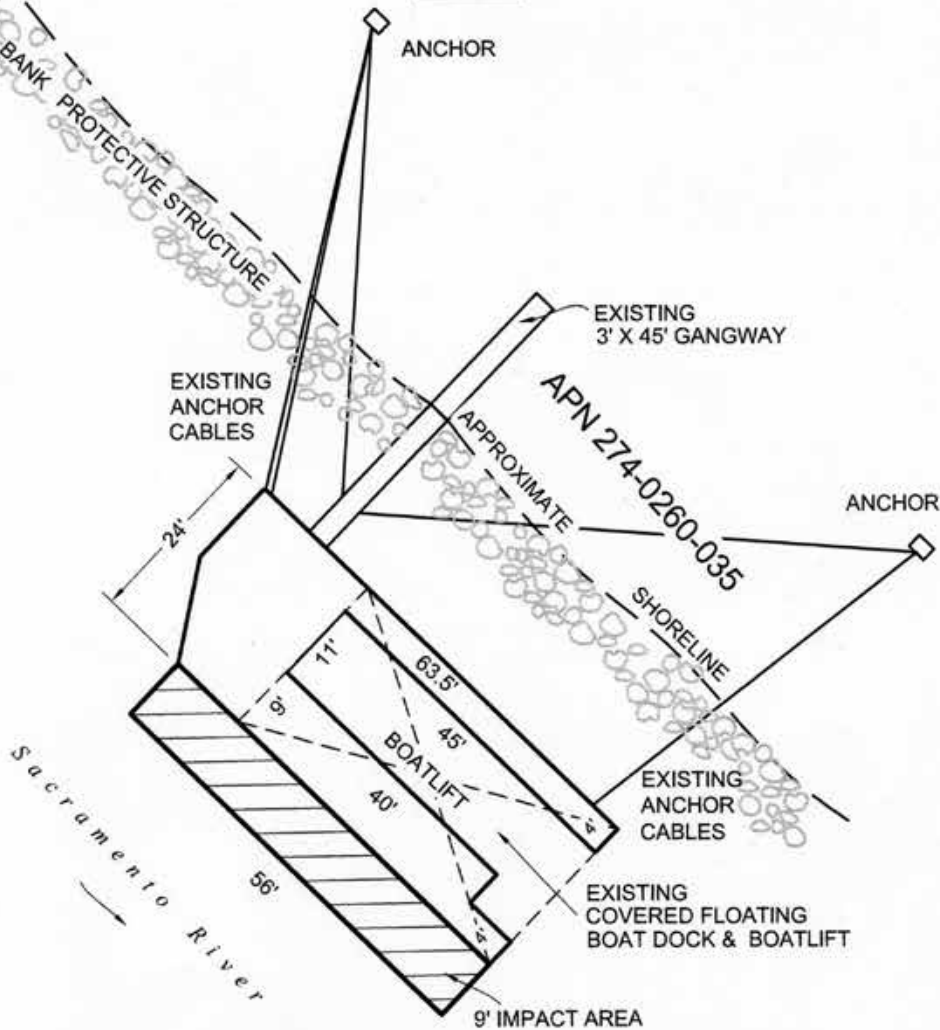 ANCHOR
BANK PROTECTIVE STRUCTURE
EXISTING
3' X 45' GANGWAY
EXISTING
ANCHOR
CABLES
APN 274-0260-035
APPROXIMATE SHORELINE
ANCHOR
24'
11'
63.5'
9'
45'
BOATLIFT
40'
EXISTING
ANCHOR
CABLES
56'
Sacramento River
EXISTING
COVERED FLOATING
BOAT DOCK & BOATLIFT
9' IMPACT AREA